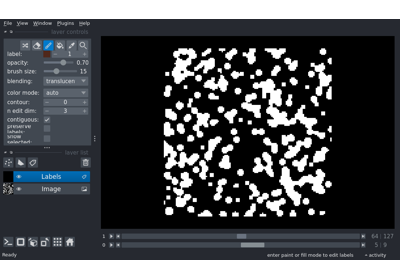 File View Window Plugins Help
layer controls
label: 1
opacity: 0.70
brush size: 15
blending: translucen
color mode: auto
contour: 0
n edit dim: 3
contiguous:
preserve
labels:
show
selected:
layer list
Labels
Image
1 64 127
0 5 9
Ready enter paint or fill mode to edit labels activity